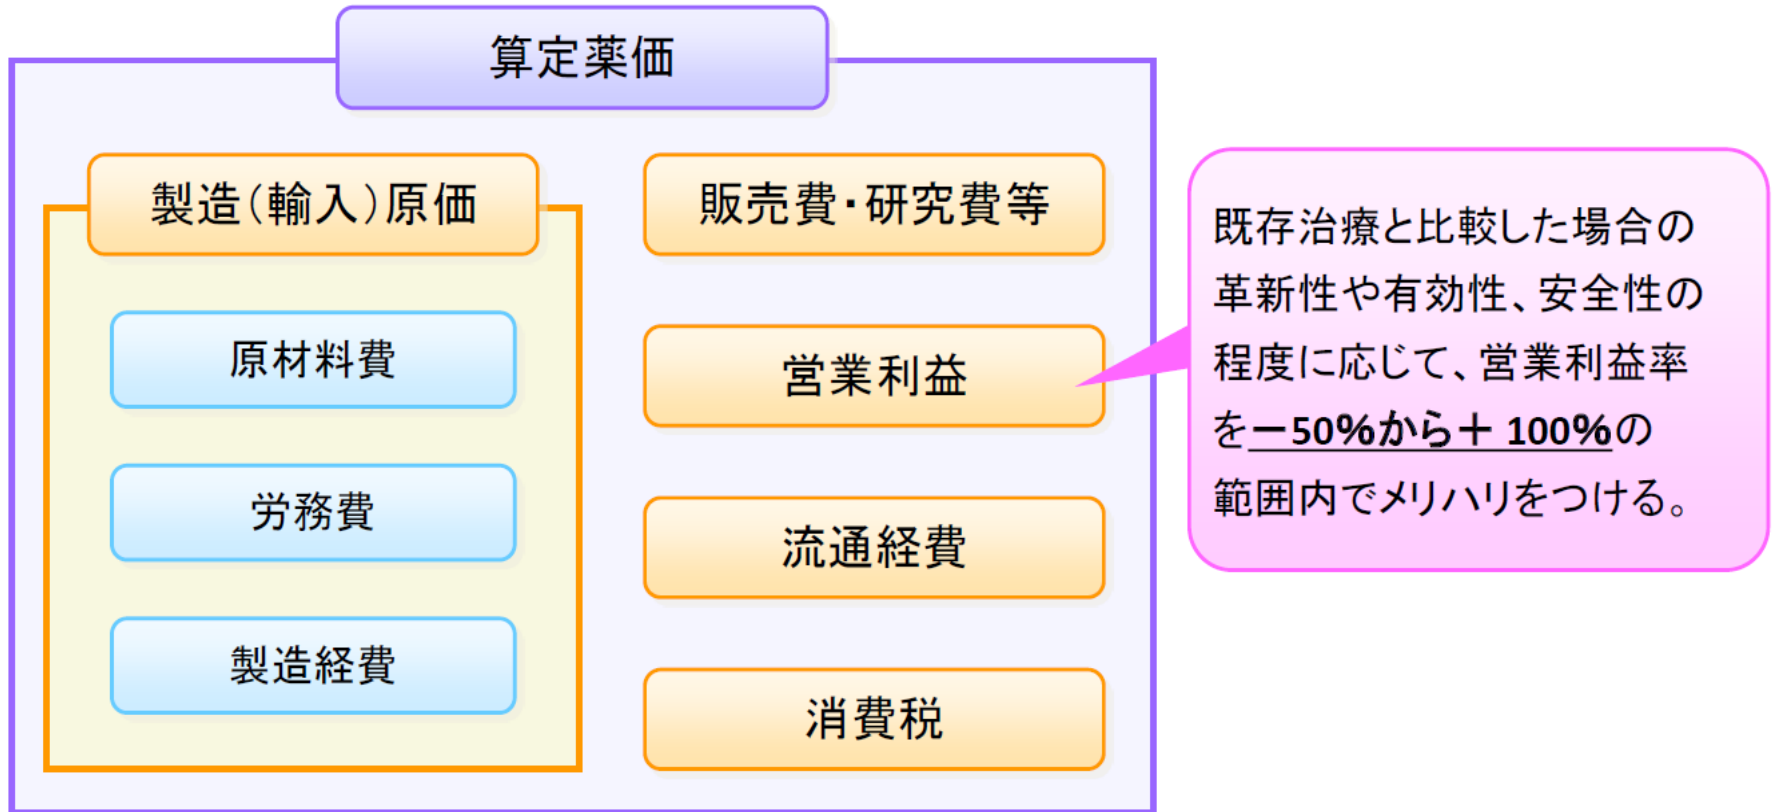 算定薬価
製造(輸入)原価
原材料費
労務費
製造経費
販売費・研究費等
営業利益
流通経費
消費税
既存治療と比較した場合の
革新性や有効性、安全性の
程度に応じて、営業利益率
を－50%から＋100%の
範囲内でメリハリをつける。